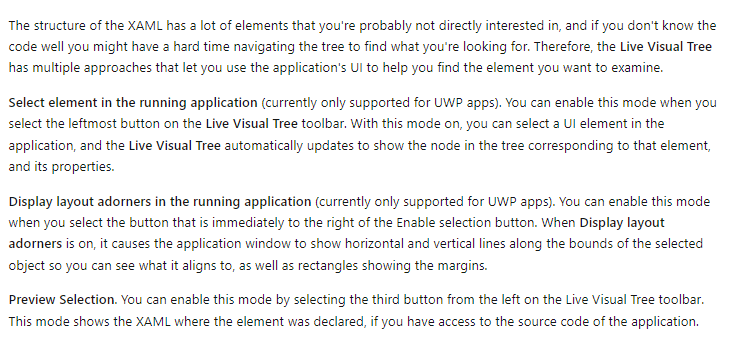 The structure of the XAML has a lot of elements that you're probably not directly interested in, and if you don't know the
code well you might have a hard time navigating the tree to find what you're looking for. Therefore, the Live Visual Tree
has multiple approaches that let you use the application's UI to help you find the element you want to examine.
Select element in the running application (currently only supported for UWP apps). You can enable this mode when you
select the leftmost button on the Live Visual Tree toolbar. With this mode on, you can select a UI element in the
application, and the Live Visual Tree automatically updates to show the node in the tree corresponding to that element,
and its properties.
Display layout adorners in the running application (currently only supported for UWP apps). You can enable this mode
when you select the button that is immediately to the right of the Enable selection button. When Display layout
adorners is on, it causes the application window to show horizontal and vertical lines along the bounds of the selected
object so you can see what it aligns to, as well as rectangles showing the margins.
Preview Selection. You can enable this mode by selecting the third button from the left on the Live Visual Tree toolbar.
This mode shows the XAML where the element was declared, if you have access to the source code of the application.